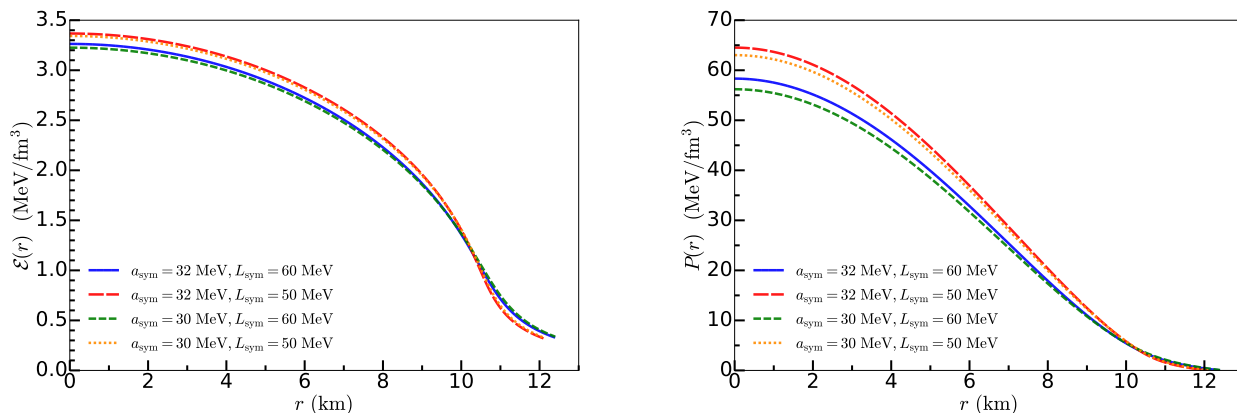 3.5
3.0
2.5
2.0
1.5
1.0
0.5
0.0
ℰ(r) (MeV/fm³)
a_sym = 32 MeV, L_sym = 60 MeV
a_sym = 32 MeV, L_sym = 50 MeV
a_sym = 30 MeV, L_sym = 60 MeV
a_sym = 30 MeV, L_sym = 50 MeV
0 2 4 6 8 10 12
r (km)
70
60
50
40
30
20
10
0
P(r) (MeV/fm³)
a_sym = 32 MeV, L_sym = 60 MeV
a_sym = 32 MeV, L_sym = 50 MeV
a_sym = 30 MeV, L_sym = 60 MeV
a_sym = 30 MeV, L_sym = 50 MeV
0 2 4 6 8 10 12
r (km)